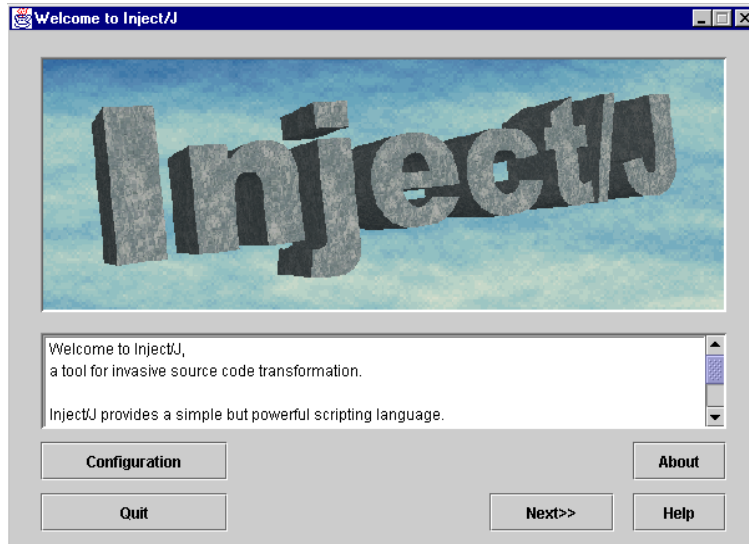 Welcome to Inject/J
Inject/J
Welcome to Inject/J,
a tool for invasive source code transformation.
Inject/J provides a simple but powerful scripting language.
Configuration
About
Quit
Next>>
Help